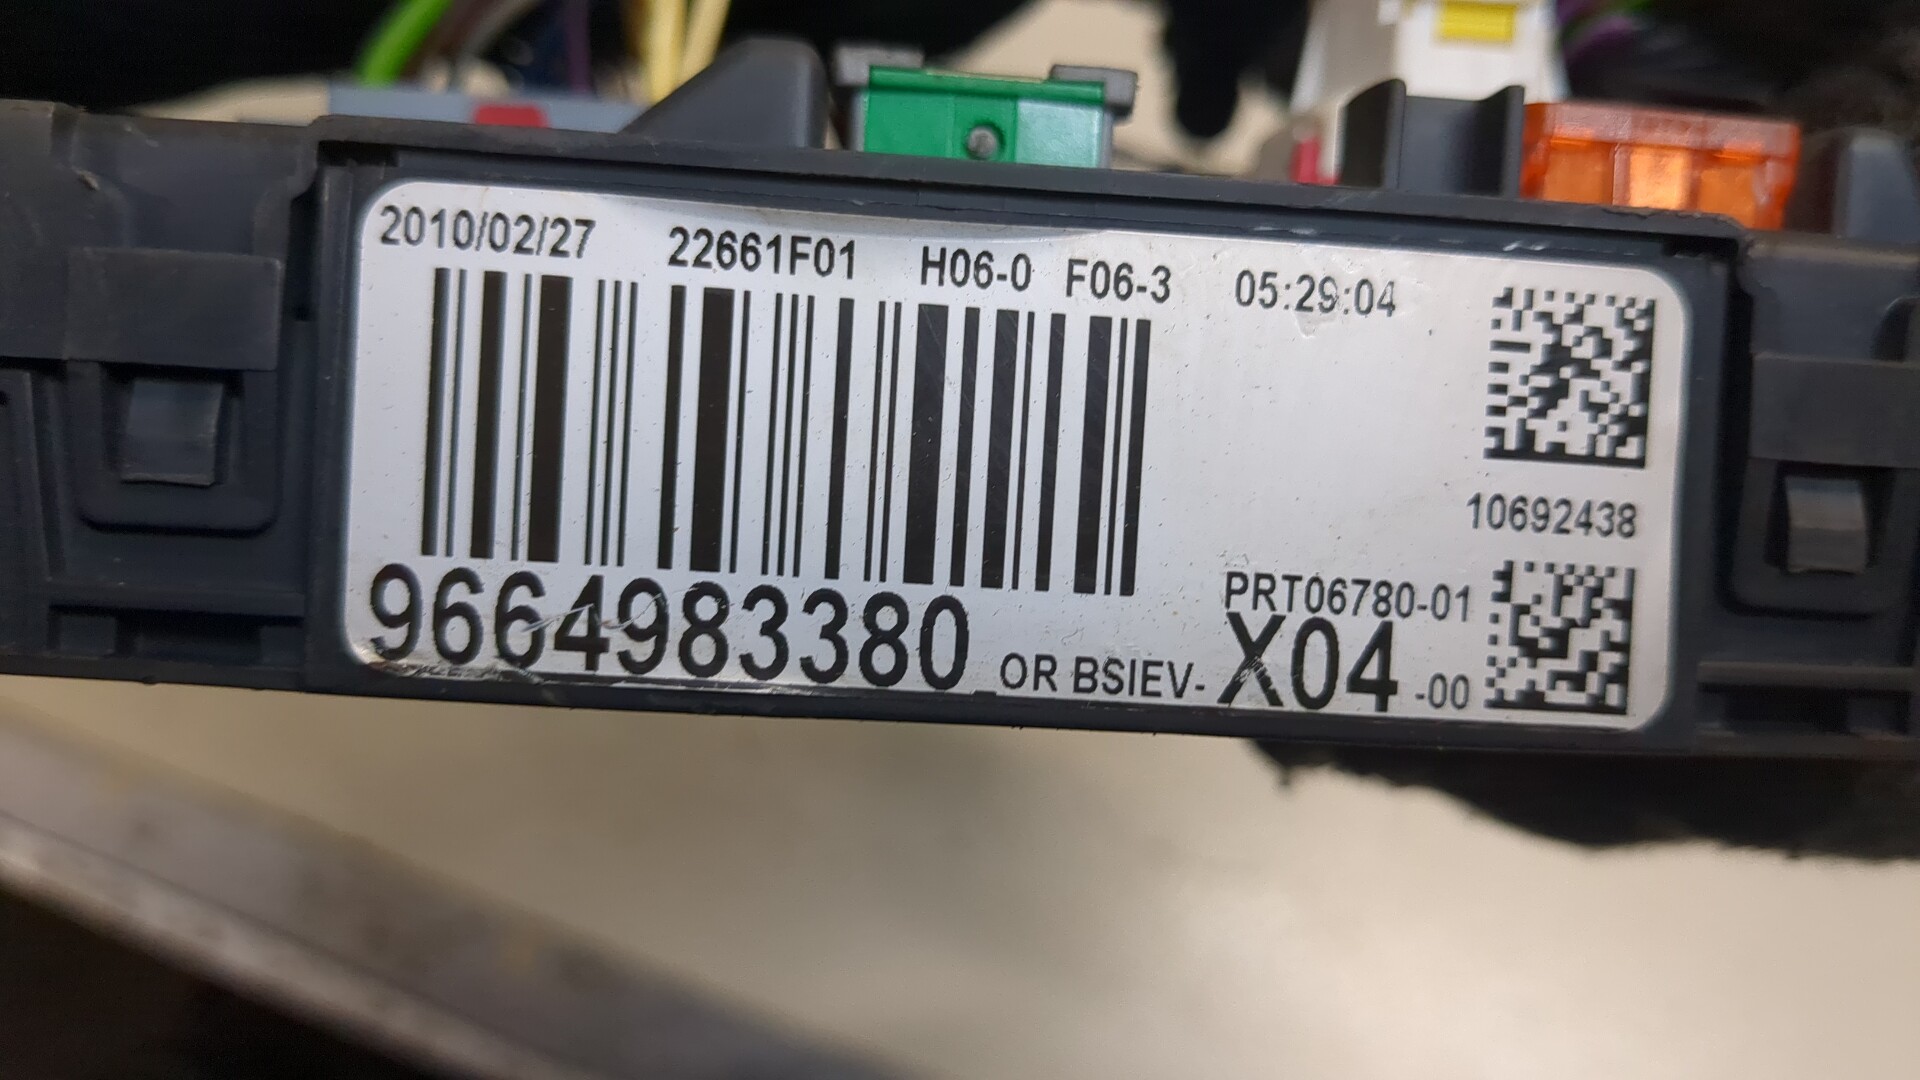 2010/02/27 22661F01 H06-0 F06-3 05:29:04
10692438
PRT06780-01
9664983380 OR BSIEV-X04-00